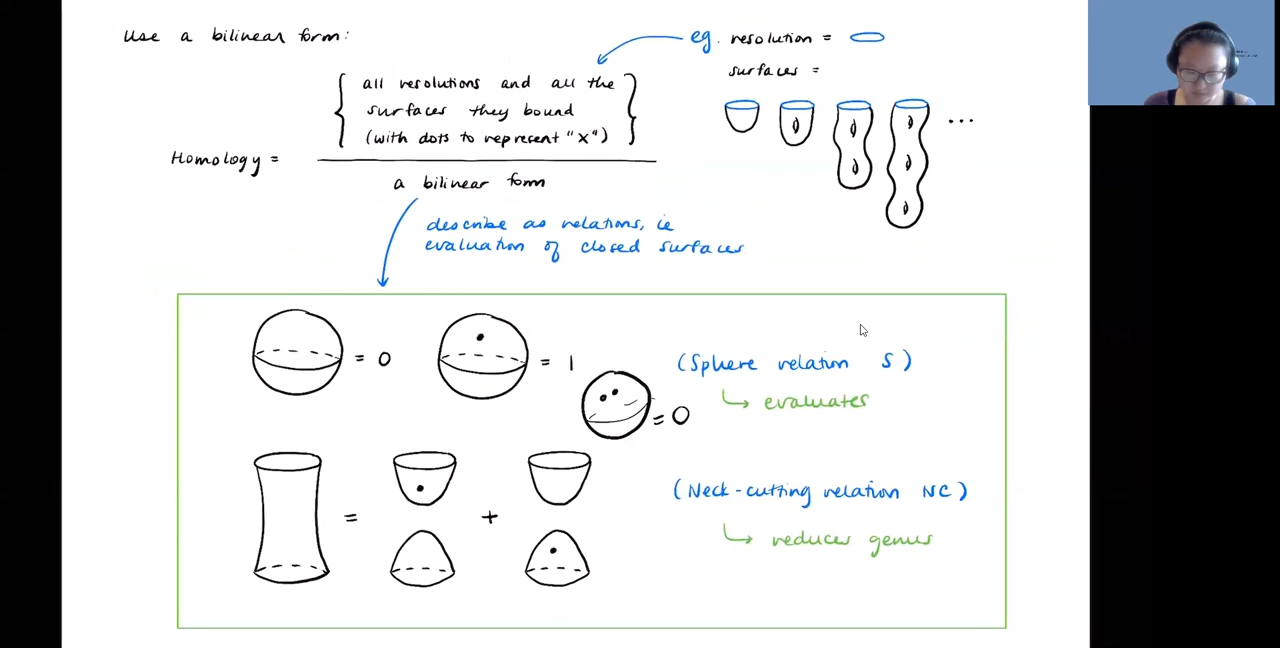 Use a bilinear form:
eg. resolution =
surfaces =
...
all resolutions and all the
surfaces they bound
(with dots to represent "x")
Homology =
a bilinear form
describe as relations, ie
evaluation of closed surfaces
= 0
= 1
= 0
(Sphere relation S)
↳ evaluates
=
+
(Neck-cutting relation NC)
↳ reduces genus